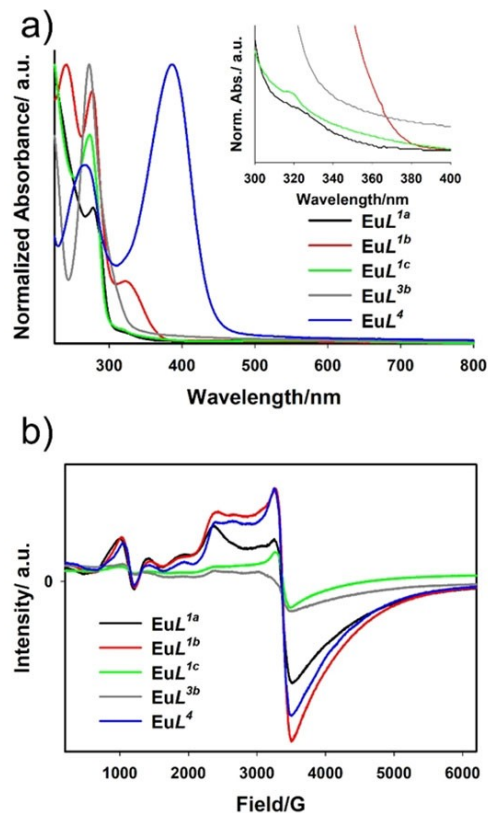 a)
Normalized Absorbance/ a.u.
Norm. Abs./ a.u.
300 320 340 360 380 400
Wavelength/nm
EuL1a
EuL1b
EuL1c
EuL3b
EuL4
300 400 500 600 700 800
Wavelength/nm
b)
Intensity/ a.u.
0
EuL1a
EuL1b
EuL1c
EuL3b
EuL4
1000 2000 3000 4000 5000 6000
Field/G